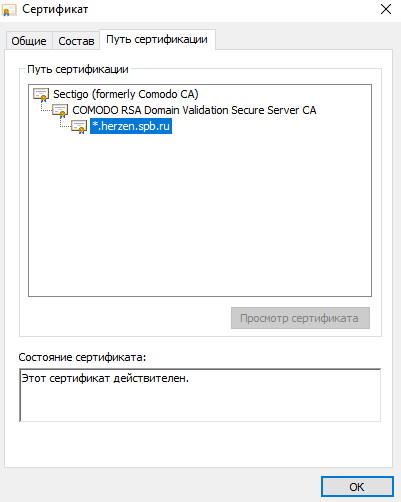 Сертификат
Общие Состав Путь сертификации
Путь сертификации
Sectigo (formerly Comodo CA)
COMODO RSA Domain Validation Secure Server CA
*.herzen.spb.ru
Просмотр сертификата
Состояние сертификата:
Этот сертификат действителен.
OK